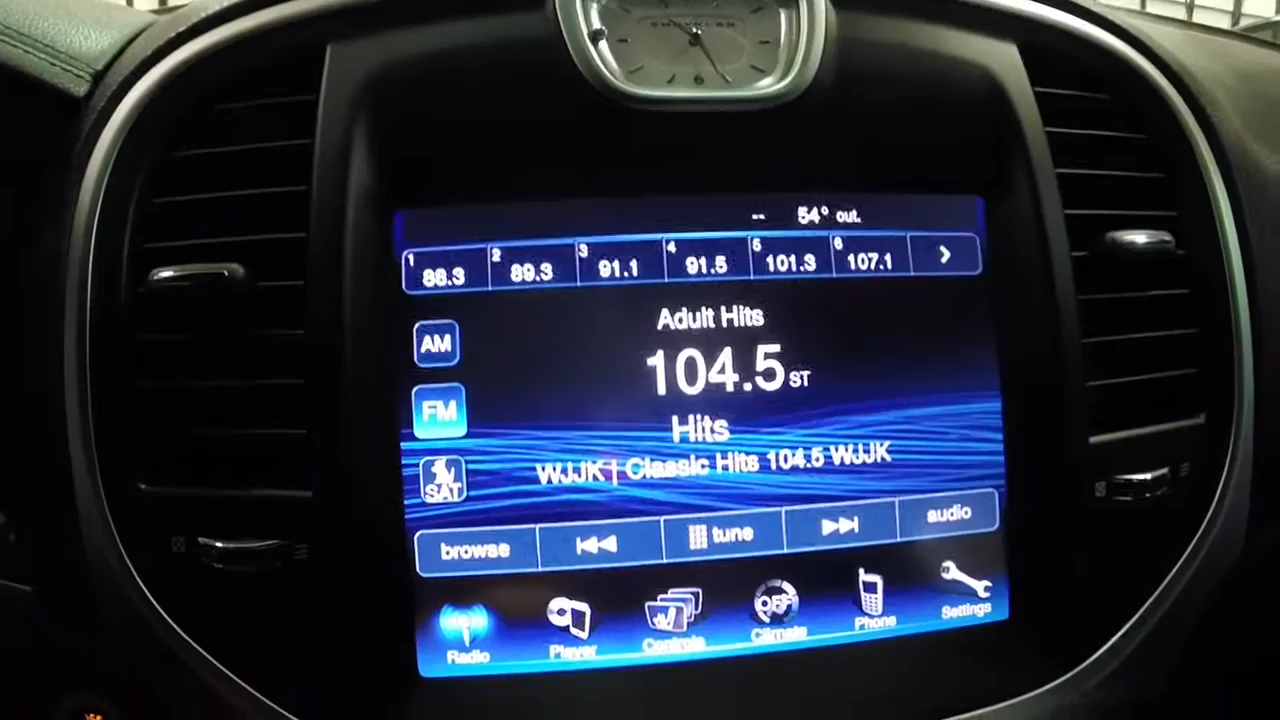 CHRYSLER
-- 54° out.
1 88.3 2 89.3 3 91.1 4 91.5 5 101.3 6 107.1 >
Adult Hits
AM
104.5 ST
FM
Hits
WJJK | Classic Hits 104.5 WJJK
SAT
browse tune audio
OFF
Radio Player Controls Climate Phone Settings